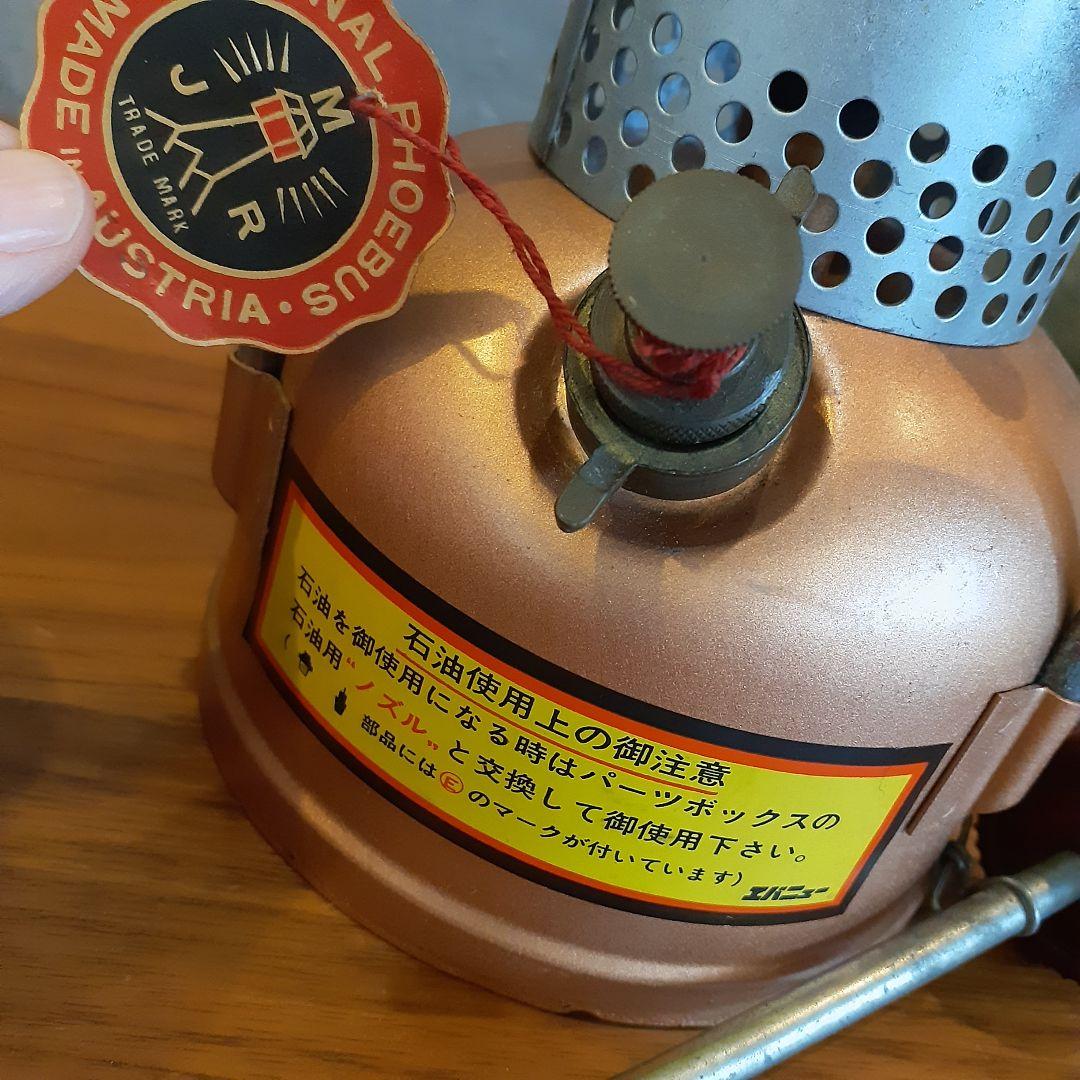 NAL PHOEBUS
MADE IN AUSTRIA
J M R
TRADE MARK
石油使用上の御注意
石油を御使用になる時はパーツボックスの
石油用“ノズル”と交換して御使用下さい。
( 部品にはⒺのマークが付いています)
エバニュー